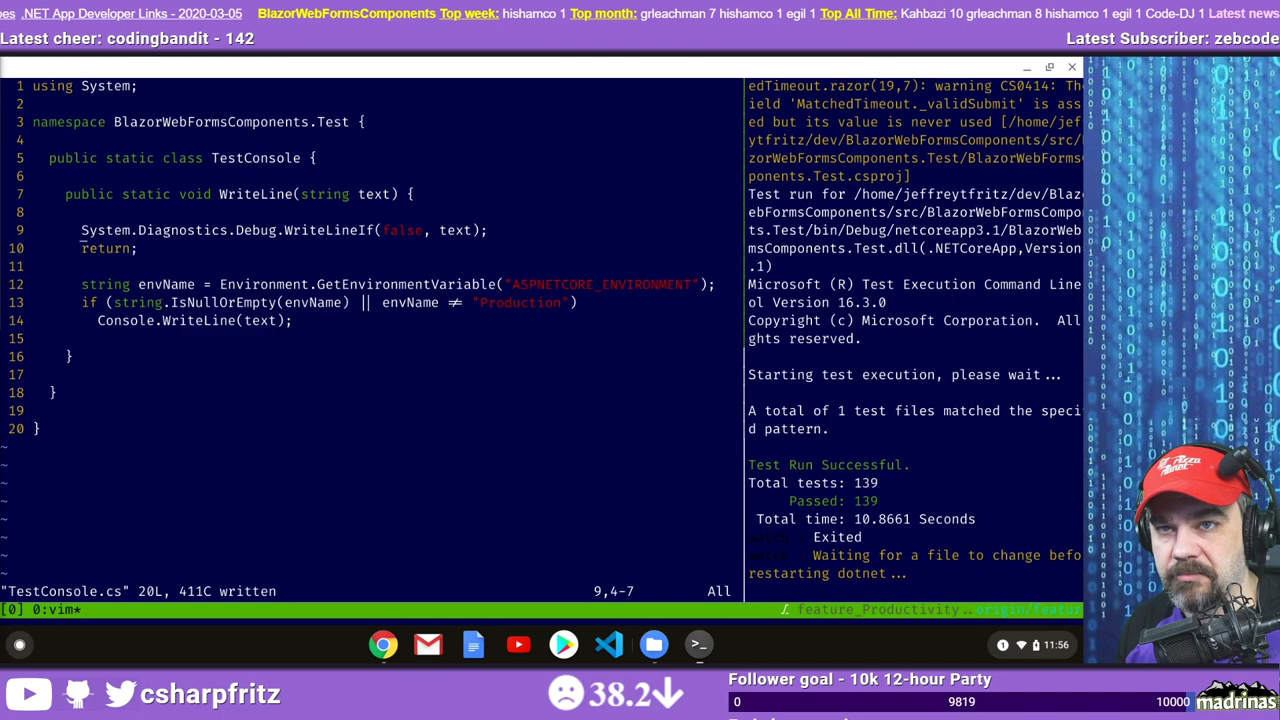 .NET App Developer Links - 2020-03-05 BlazorWebFormsComponents Top week: hishamco 1 Top month: grleachman 7 hishamco 1 egil 1 Top All Time: Kahbazi 10 grleachman 8 hishamco 1 egil 1 Code-DJ 1 Latest news
Latest cheer: codingbandit - 142
Latest Subscriber: zebcode
1 using System;
2
3 namespace BlazorWebFormsComponents.Test {
4
5 public static class TestConsole {
6
7 public static void WriteLine(string text) {
8
9 System.Diagnostics.Debug.WriteLineIf(false, text);
10 return;
11
12 string envName = Environment.GetEnvironmentVariable("ASPNETCORE_ENVIRONMENT");
13 if (string.IsNullOrEmpty(envName) || envName ≠ "Production")
14 Console.WriteLine(text);
15
16 }
17
18 }
19
20 }
~
~
~
~
~
~
~
~
"TestConsole.cs" 20L, 411C written 9,4-7 All
edTimeout.razor(19,7): warning CS0414: The
ield 'MatchedTimeout._validSubmit' is ass
ed but its value is never used [/home/jef
ytfritz/dev/BlazorWebFormsComponents/src/
zorWebFormsComponents.Test/BlazorWebForms
ponents.Test.csproj]
Test run for /home/jeffreytfritz/dev/Blaz
ebFormsComponents/src/BlazorWebFormsCompo
ts.Test/bin/Debug/netcoreapp3.1/BlazorWeb
msComponents.Test.dll(.NETCoreApp,Version
.1)
Microsoft (R) Test Execution Command Line
ol Version 16.3.0
Copyright (c) Microsoft Corporation. All
ghts reserved.
Starting test execution, please wait...
A total of 1 test files matched the speci
d pattern.
Test Run Successful.
Total tests: 139
Passed: 139
Total time: 10.8661 Seconds
watch : Exited
watch : Waiting for a file to change befo
restarting dotnet...
[0] 0:vim* feature_Productivity.. origin/featur
1 11:56
csharpfritz
38.2
Follower goal - 10k 12-hour Party
0 9819 10000
madrinas